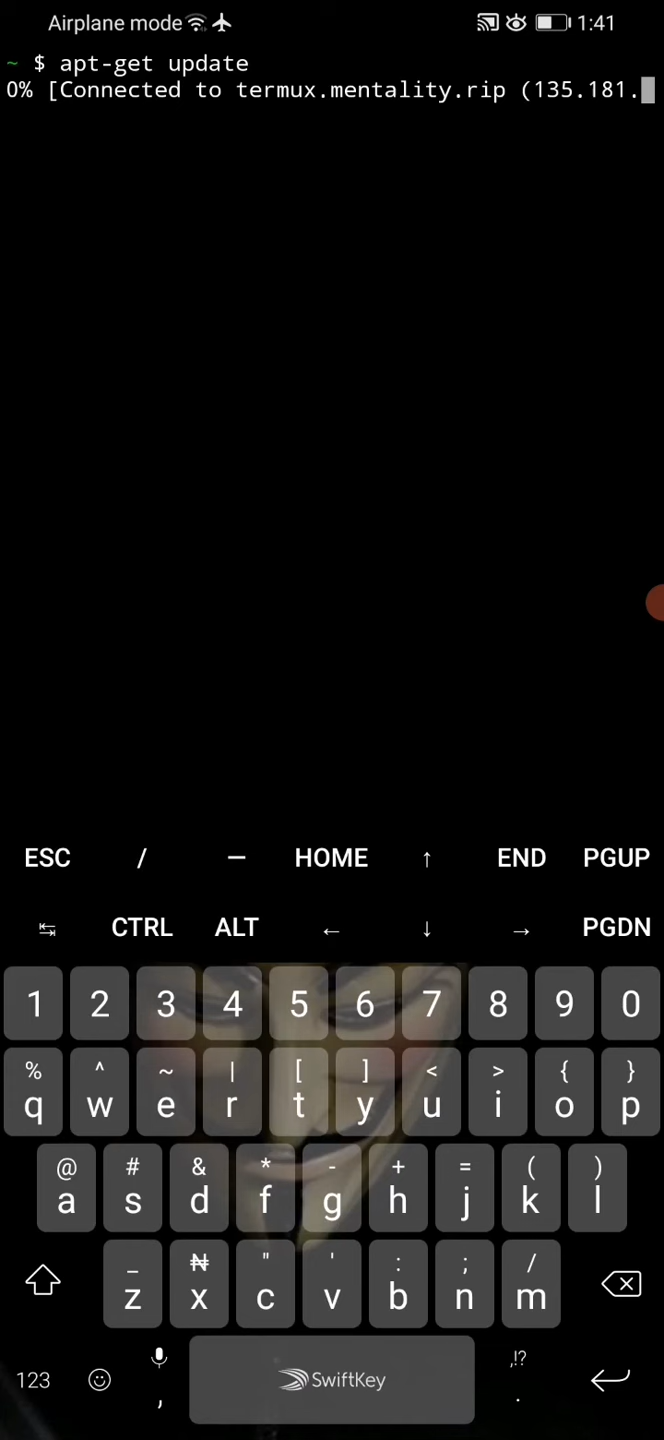 Airplane mode 1:41
~ $ apt-get update
0% [Connected to termux.mentality.rip (135.181.
ESC / — HOME ↑ END PGUP
↹ CTRL ALT ← ↓ → PGDN
1 2 3 4 5 6 7 8 9 0
% ^ ~ | [ ] < > { }
q w e r t y u i o p
@ # & * - + = ( )
a s d f g h j k l
_ ₦ " ' : ; /
z x c v b n m
,!?
123 , SwiftKey .